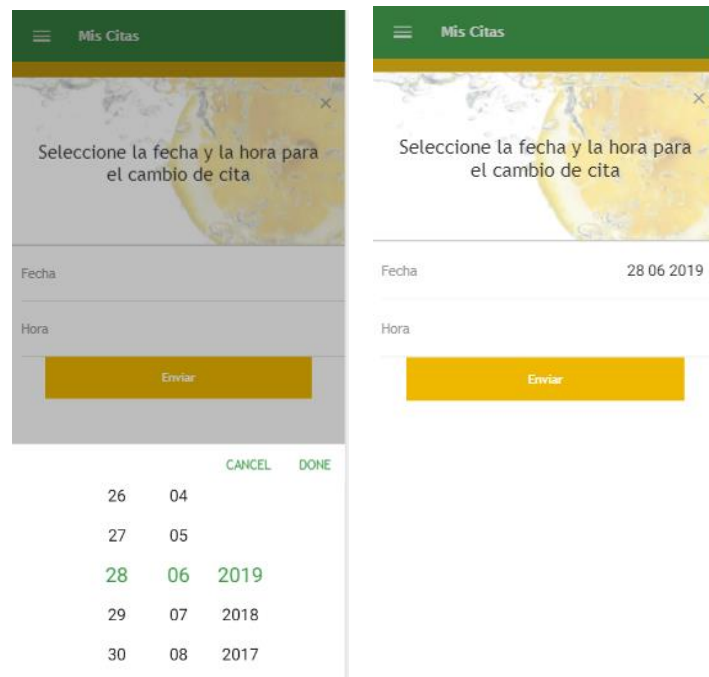 Mis Citas
×
Seleccione la fecha y la hora para
el cambio de cita
Fecha
Hora
Enviar
CANCEL DONE
26 04
27 05
28 06 2019
29 07 2018
30 08 2017
Mis Citas
×
Seleccione la fecha y la hora para
el cambio de cita
Fecha 28 06 2019
Hora
Enviar